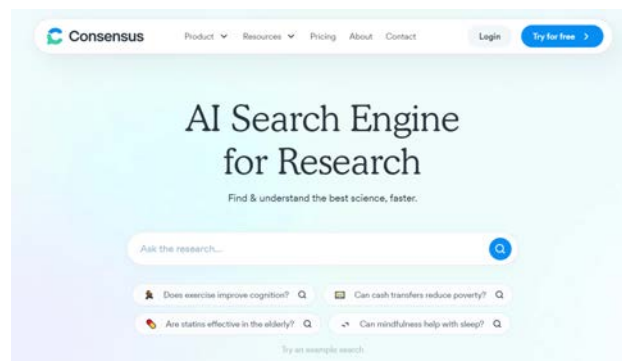 Consensus Product Resources Pricing About Contact Login Try for free
AI Search Engine
for Research
Find & understand the best science, faster.
Ask the research...
Does exercise improve cognition? Can cash transfers reduce poverty?
Are statins effective in the elderly? Can mindfulness help with sleep?
Try an example search